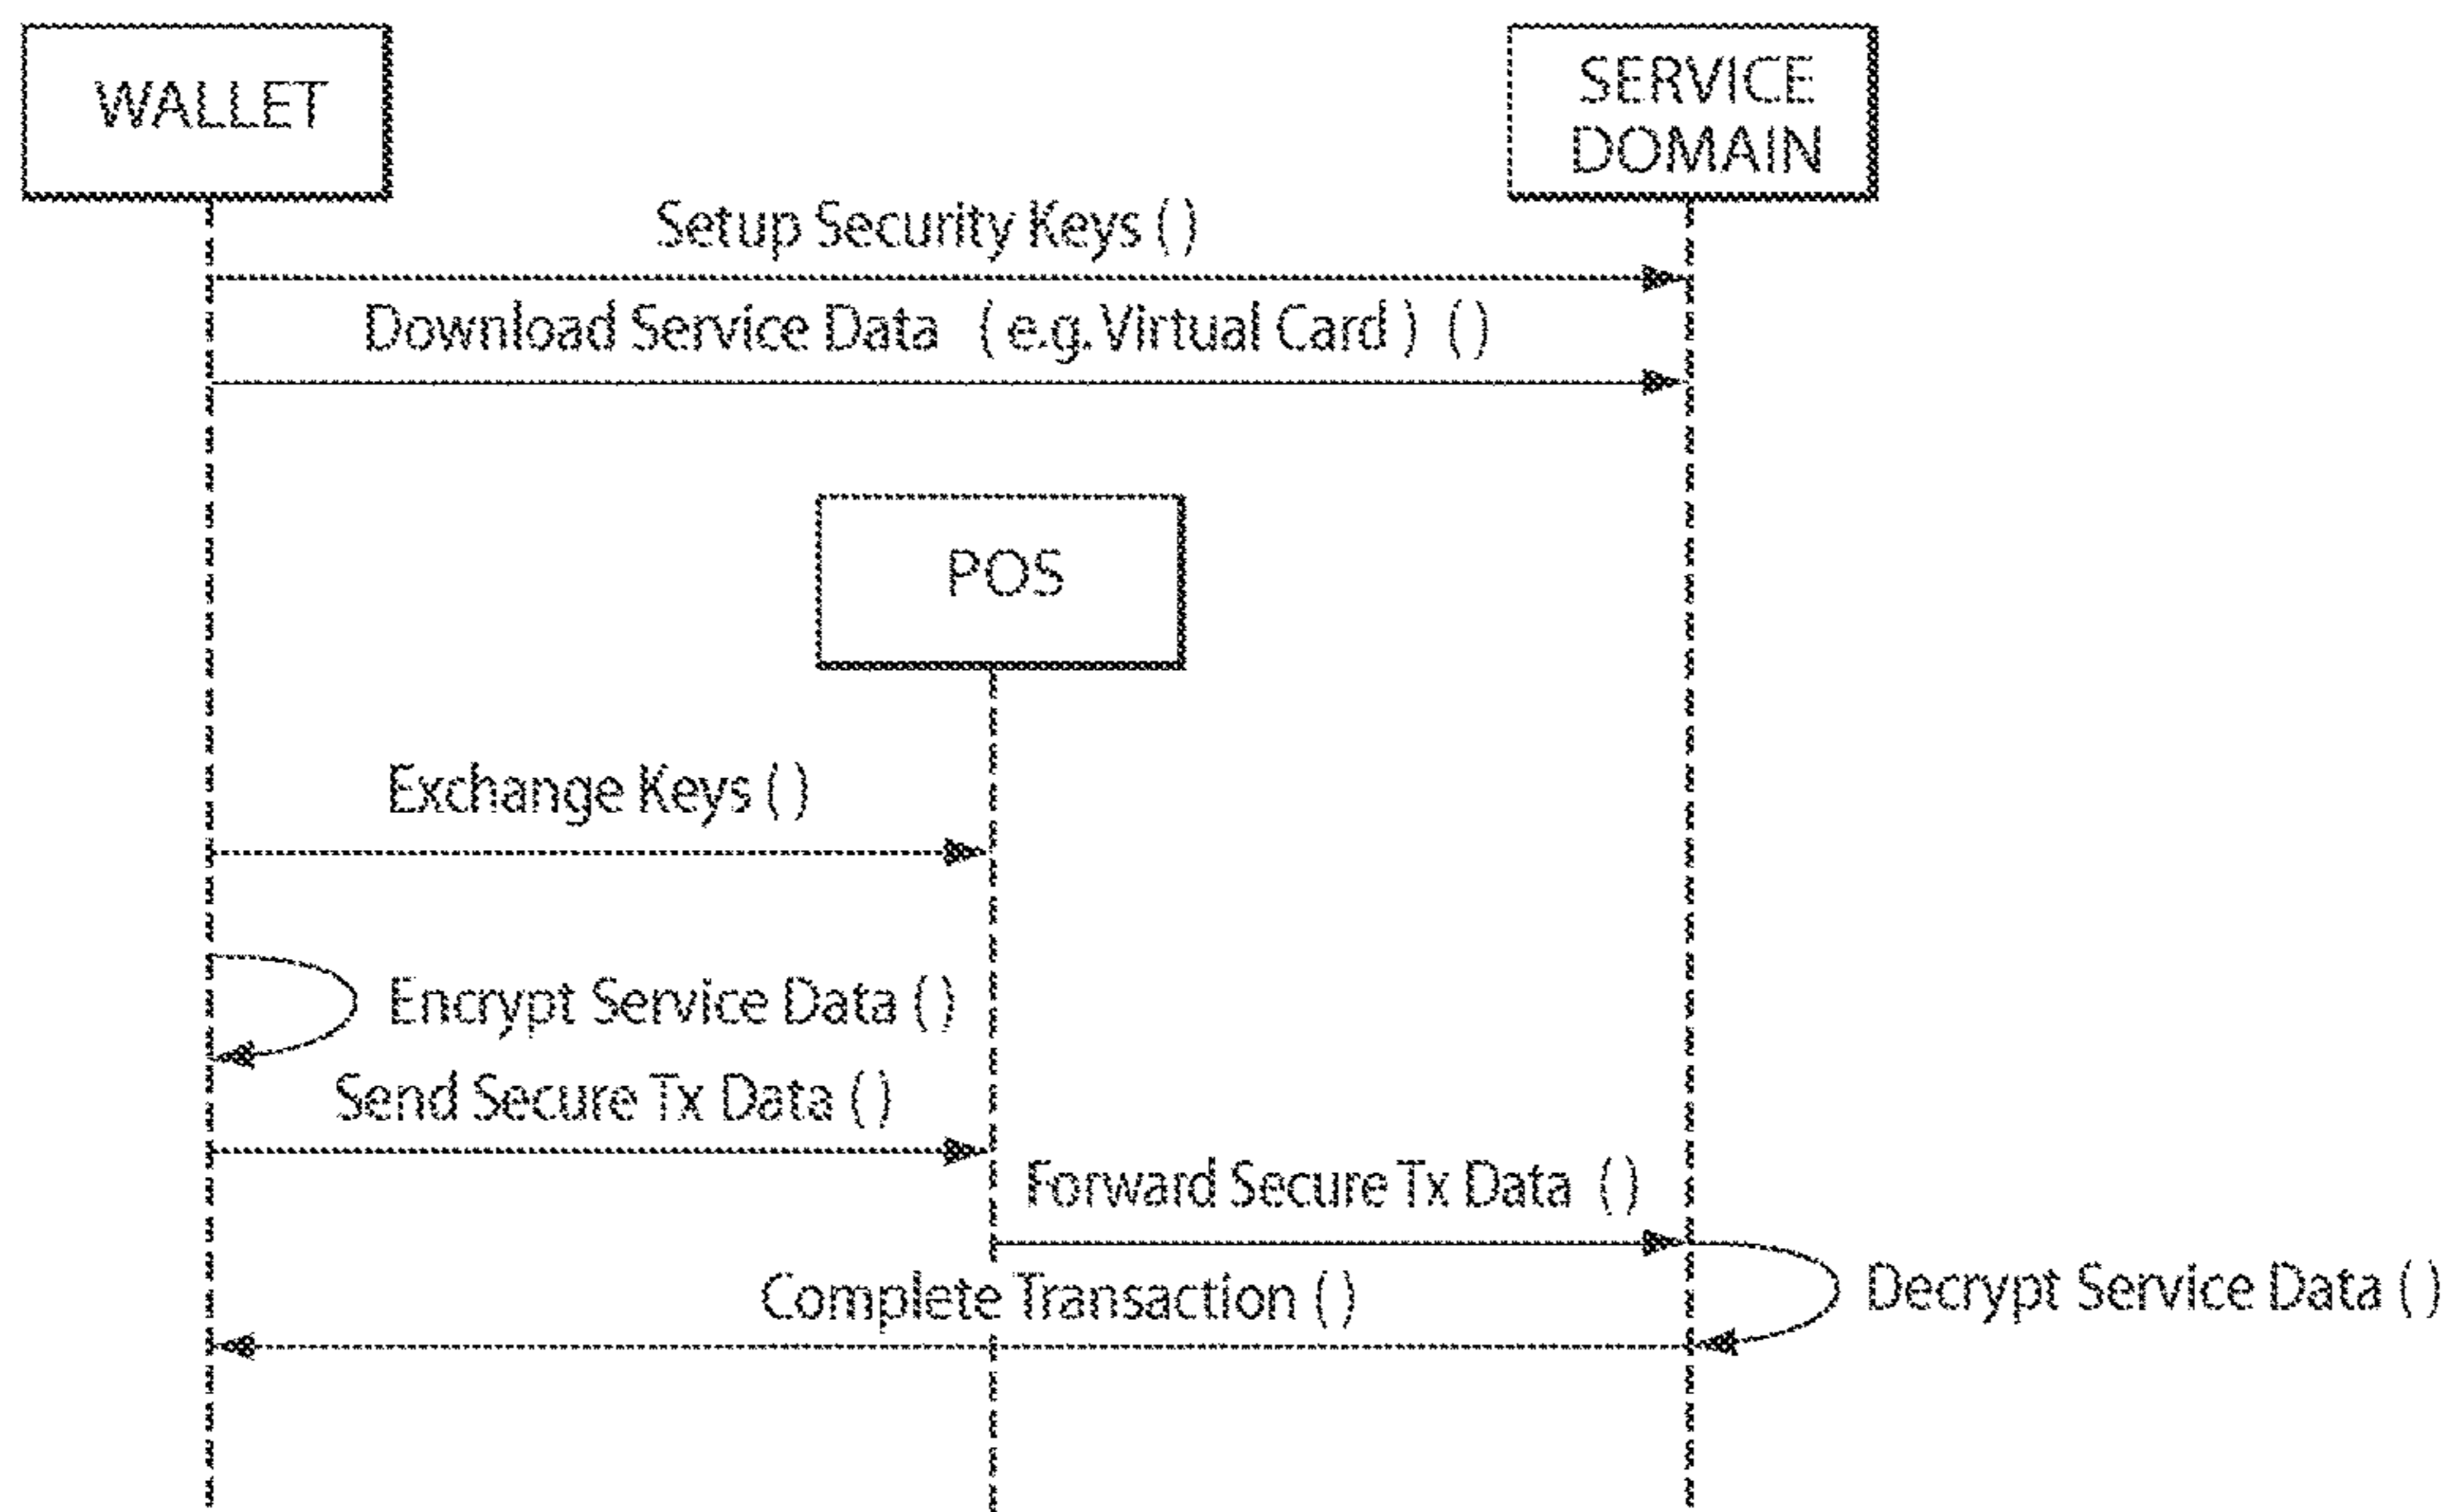 WALLET
SERVICE
DOMAIN
Setup Security Keys ( )
Download Service Data ( e.g. Virtual Card ) ( )
POS
Exchange Keys ( )
Encrypt Service Data ( )
Send Secure Tx Data ( )
Forward Secure Tx Data ( )
Complete Transaction ( )
Decrypt Service Data ( )